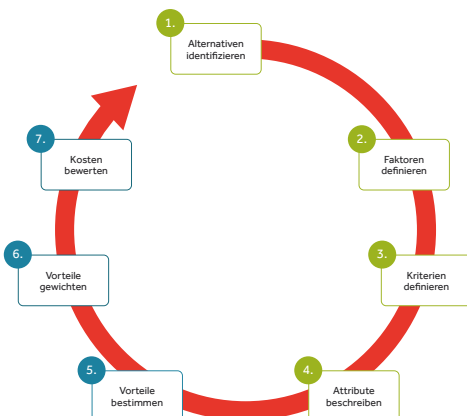 1.
Alternativen
identifizieren
2.
Faktoren
definieren
3.
Kriterien
definieren
4.
Attribute
beschreiben
5.
Vorteile
bestimmen
6.
Vorteile
gewichten
7.
Kosten
bewerten